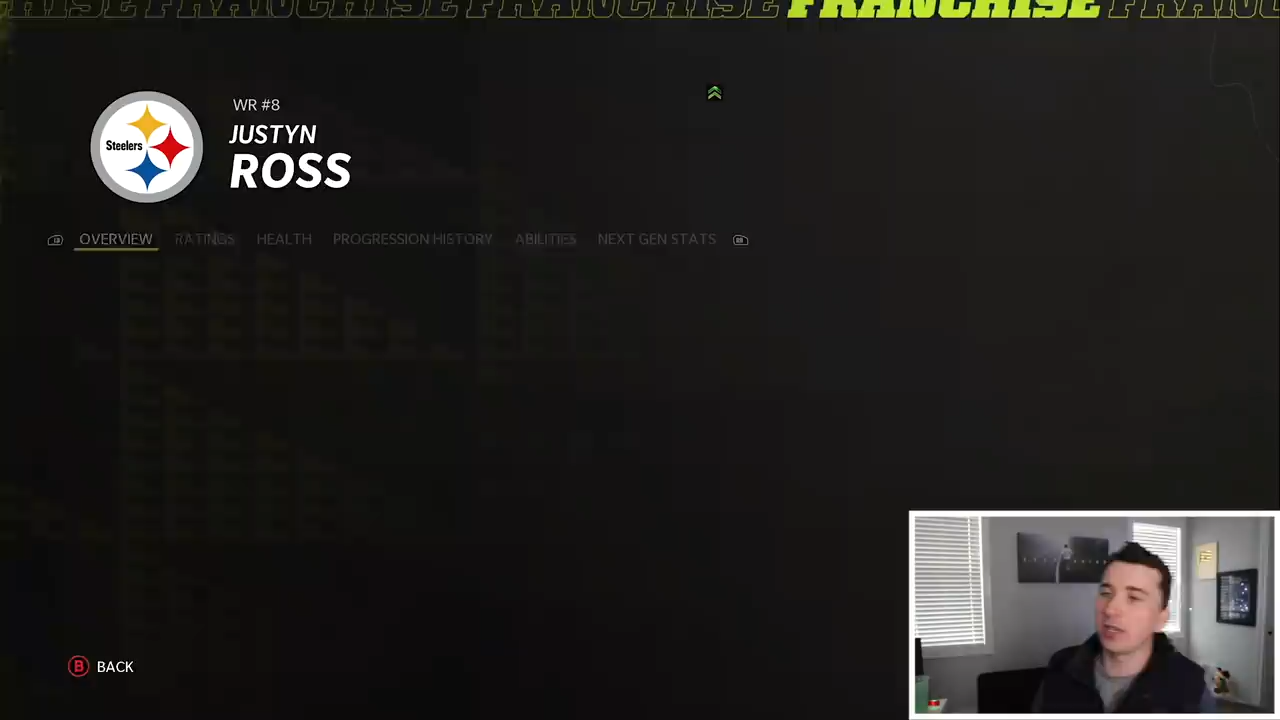 FRANCHISE FRANCHISE FRANCHISE
WR #8
JUSTYN
ROSS
Steelers
OVERVIEW RATINGS HEALTH PROGRESSION HISTORY ABILITIES NEXT GEN STATS
B BACK